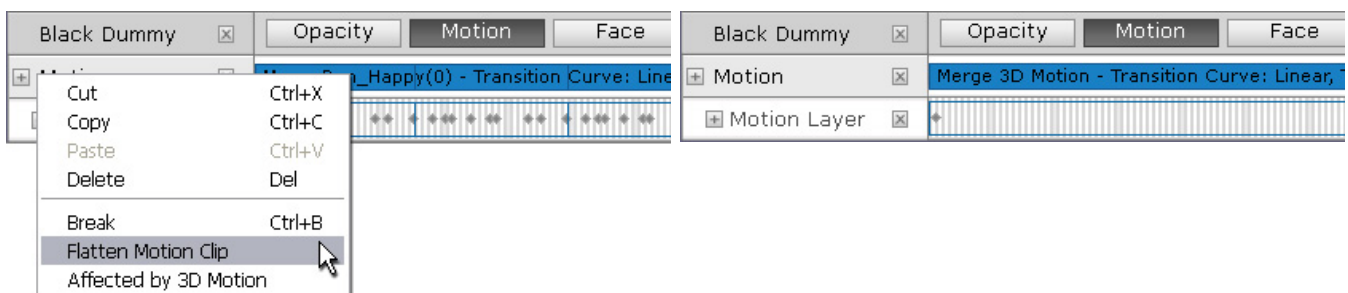 Black Dummy Opacity Motion Face
_Happy(0) - Transition Curve: Line
Cut Ctrl+X
Copy Ctrl+C
Paste Ctrl+V
Delete Del
Break Ctrl+B
Flatten Motion Clip
Affected by 3D Motion
Black Dummy Opacity Motion Face
Motion Merge 3D Motion - Transition Curve: Linear, T
Motion Layer